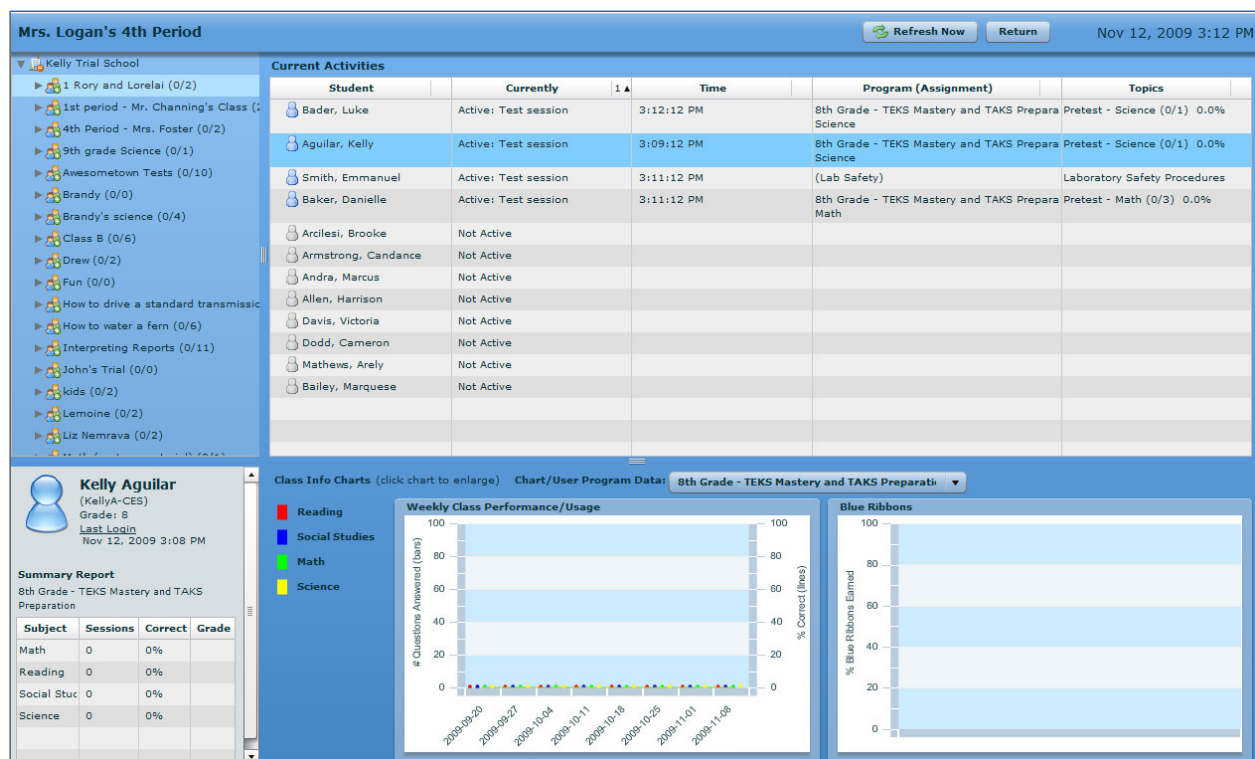 Mrs. Logan's 4th Period
Refresh Now
Return
Nov 12, 2009 3:12 PM
Kelly Trial School
1 Rory and Lorelai (0/2)
1st period - Mr. Channing's Class (2
4th Period - Mrs. Foster (0/2)
9th grade Science (0/1)
Awesometown Tests (0/10)
Brandy (0/0)
Brandy's science (0/4)
Class B (0/6)
Drew (0/2)
Fun (0/0)
How to drive a standard transmissic
How to water a fern (0/6)
Interpreting Reports (0/11)
John's Trial (0/0)
kids (0/2)
Lemoine (0/2)
Liz Nemrava (0/2)
Current Activities
Student Currently 1 Time Program (Assignment) Topics
Bader, Luke Active: Test session 3:12:12 PM 8th Grade - TEKS Mastery and TAKS Prepara Pretest - Science (0/1) 0.0%
Science
Aguilar, Kelly Active: Test session 3:09:12 PM 8th Grade - TEKS Mastery and TAKS Prepara Pretest - Science (0/1) 0.0%
Science
Smith, Emmanuel Active: Test session 3:11:12 PM (Lab Safety) Laboratory Safety Procedures
Baker, Danielle Active: Test session 3:11:12 PM 8th Grade - TEKS Mastery and TAKS Prepara Pretest - Math (0/3) 0.0%
Math
Arcilesi, Brooke Not Active
Armstrong, Candance Not Active
Andra, Marcus Not Active
Allen, Harrison Not Active
Davis, Victoria Not Active
Dodd, Cameron Not Active
Mathews, Arely Not Active
Bailey, Marquese Not Active
Kelly Aguilar
(KellyA-CES)
Grade: 8
Last Login
Nov 12, 2009 3:08 PM
Summary Report
8th Grade - TEKS Mastery and TAKS
Preparation
Subject Sessions Correct Grade
Math 0 0%
Reading 0 0%
Social Stuc 0 0%
Science 0 0%
Class Info Charts (click chart to enlarge) Chart/User Program Data: 8th Grade - TEKS Mastery and TAKS Preparati
Reading
Social Studies
Math
Science
Weekly Class Performance/Usage
# Questions Answered (bars)
100
80
60
40
20
0
100
80
60
40
20
0
% Correct (lines)
2009-09-20
2009-09-27
2009-10-04
2009-10-11
2009-10-18
2009-10-25
2009-11-01
2009-11-08
Blue Ribbons
% Blue Ribbons Earned
100
80
60
40
20
0